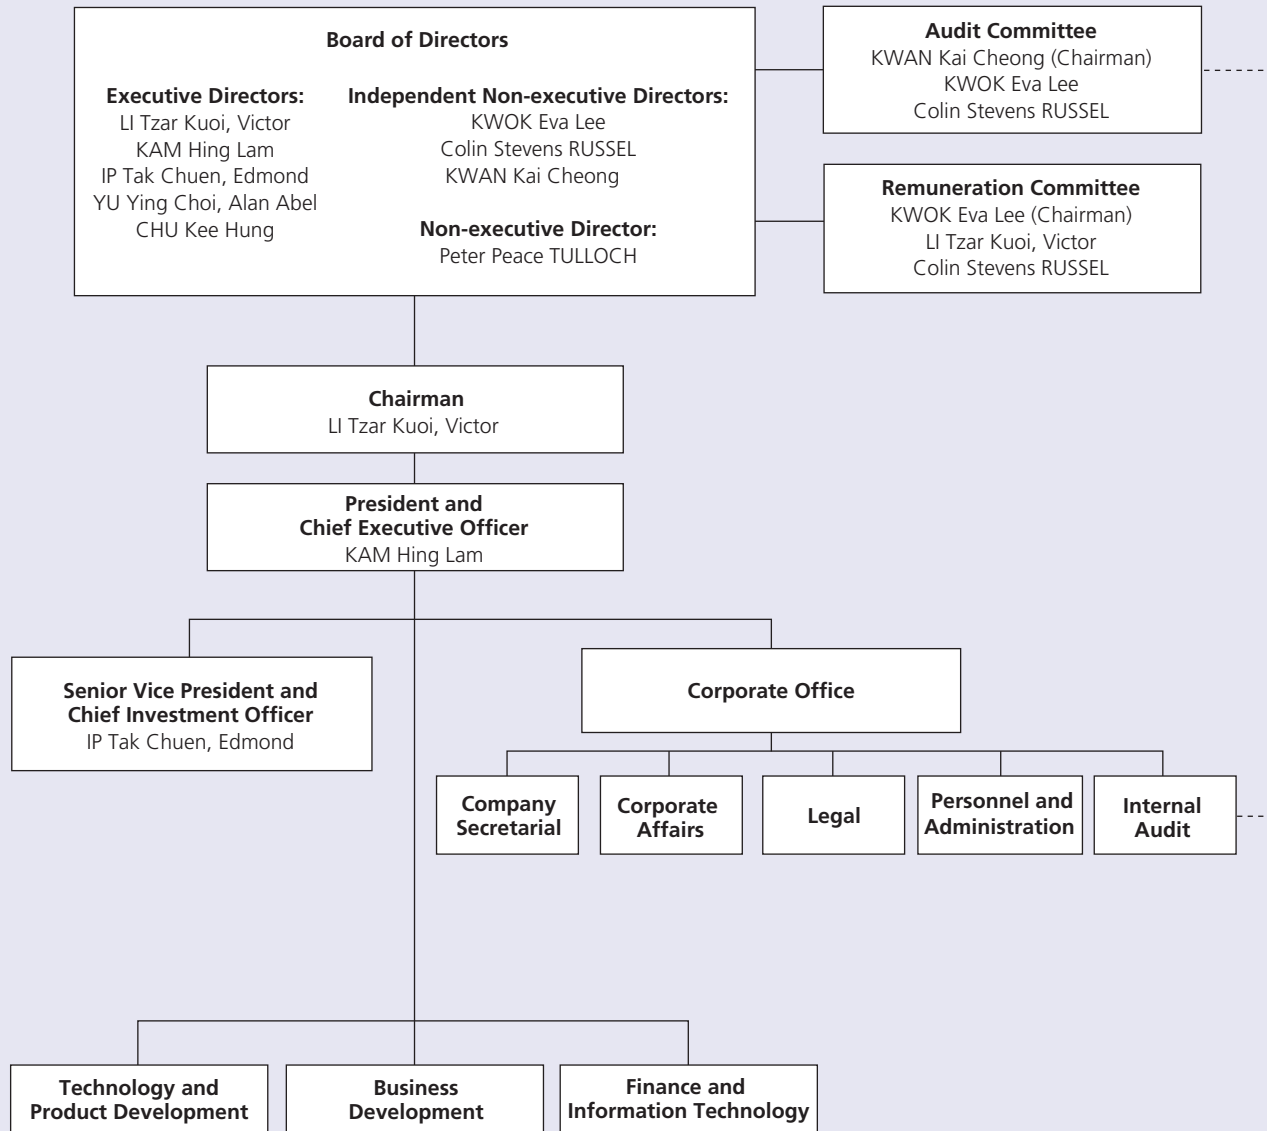 Board of Directors
Executive Directors:
LI Tzar Kuoi, Victor
KAM Hing Lam
IP Tak Chuen, Edmond
YU Ying Choi, Alan Abel
CHU Kee Hung
Independent Non-executive Directors:
KWOK Eva Lee
Colin Stevens RUSSEL
KWAN Kai Cheong
Non-executive Director:
Peter Peace TULLOCH
Audit Committee
KWAN Kai Cheong (Chairman)
KWOK Eva Lee
Colin Stevens RUSSEL
Remuneration Committee
KWOK Eva Lee (Chairman)
LI Tzar Kuoi, Victor
Colin Stevens RUSSEL
Chairman
LI Tzar Kuoi, Victor
President and
Chief Executive Officer
KAM Hing Lam
Senior Vice President and
Chief Investment Officer
IP Tak Chuen, Edmond
Corporate Office
Company
Secretarial
Corporate
Affairs
Legal
Personnel and
Administration
Internal
Audit
Technology and
Product Development
Business
Development
Finance and
Information Technology